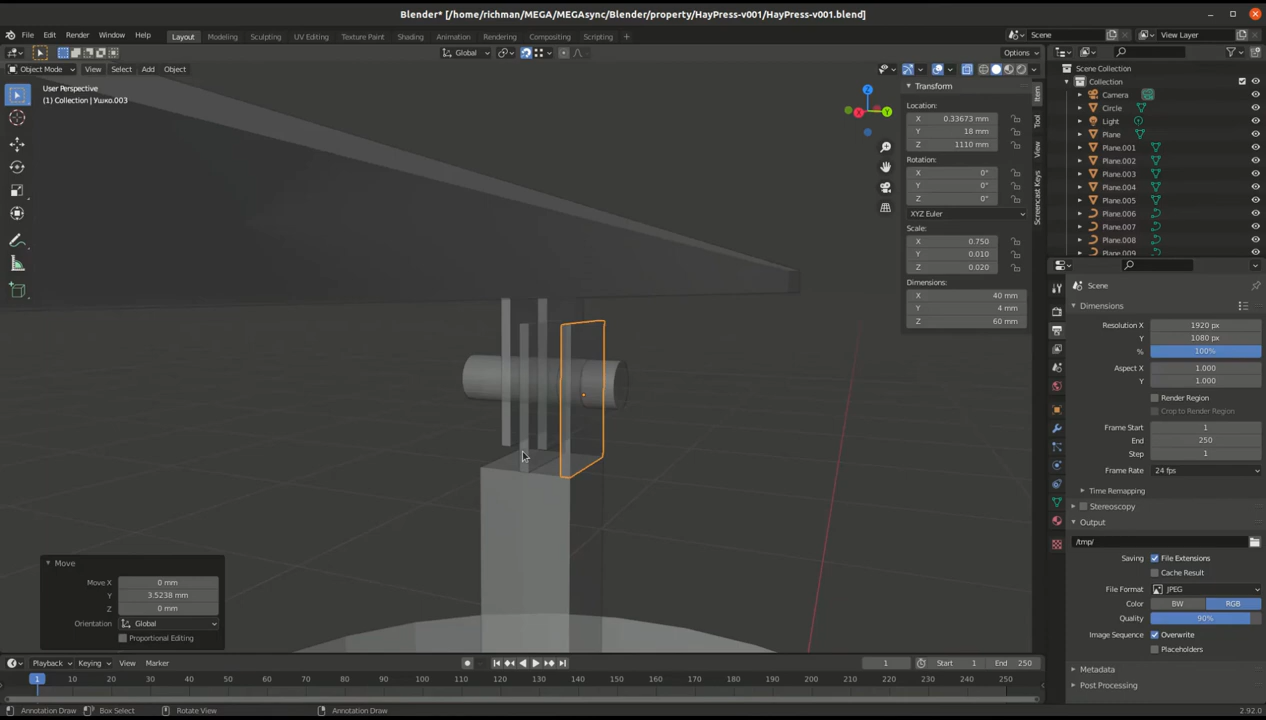 Blender* [/home/richman/MEGA/MEGAsync/Blender/property/HayPress-v001/HayPress-v001.blend]
File Edit Render Window Help Layout Modeling Sculpting UV Editing Texture Paint Shading Animation Rendering Compositing Scripting Scene View Layer
Global Options
Object Mode View Select Add Object
User Perspective
(1) Collection | Ушко.003
Transform
Location:
X 0.33673 mm
Y 18 mm
Z 1110 mm
Rotation:
X 0°
Y 0°
Z 0°
XYZ Euler
Scale:
X 0.750
Y 0.010
Z 0.020
Dimensions:
X 40 mm
Y 4 mm
Z 60 mm
Item
Tool
View
Screencast Keys
X
Y
Z
Scene Collection
Collection
Camera
Circle
Light
Plane
Plane.001
Plane.002
Plane.003
Plane.004
Plane.005
Plane.006
Plane.007
Plane.008
Plane.009
Scene
Dimensions
Resolution X 1920 px
Y 1080 px
% 100%
Aspect X 1.000
Y 1.000
Render Region
Crop to Render Region
Frame Start 1
End 250
Step 1
Frame Rate 24 fps
Time Remapping
Stereoscopy
Output
/tmp/
Saving File Extensions
Cache Result
File Format JPEG
Color BW RGB
Quality 90%
Image Sequence Overwrite
Placeholders
Metadata
Post Processing
Move
Move X 0 mm
Y 3.5238 mm
Z 0 mm
Orientation Global
Proportional Editing
Playback Keying View Marker 1 Start 1 End 250
1 10 20 30 40 50 60 70 80 90 100 110 120 130 140 150 160 170 180 190 200 210 220 230 240 250
Annotation Draw Box Select Rotate View Annotation Draw 2.92.0